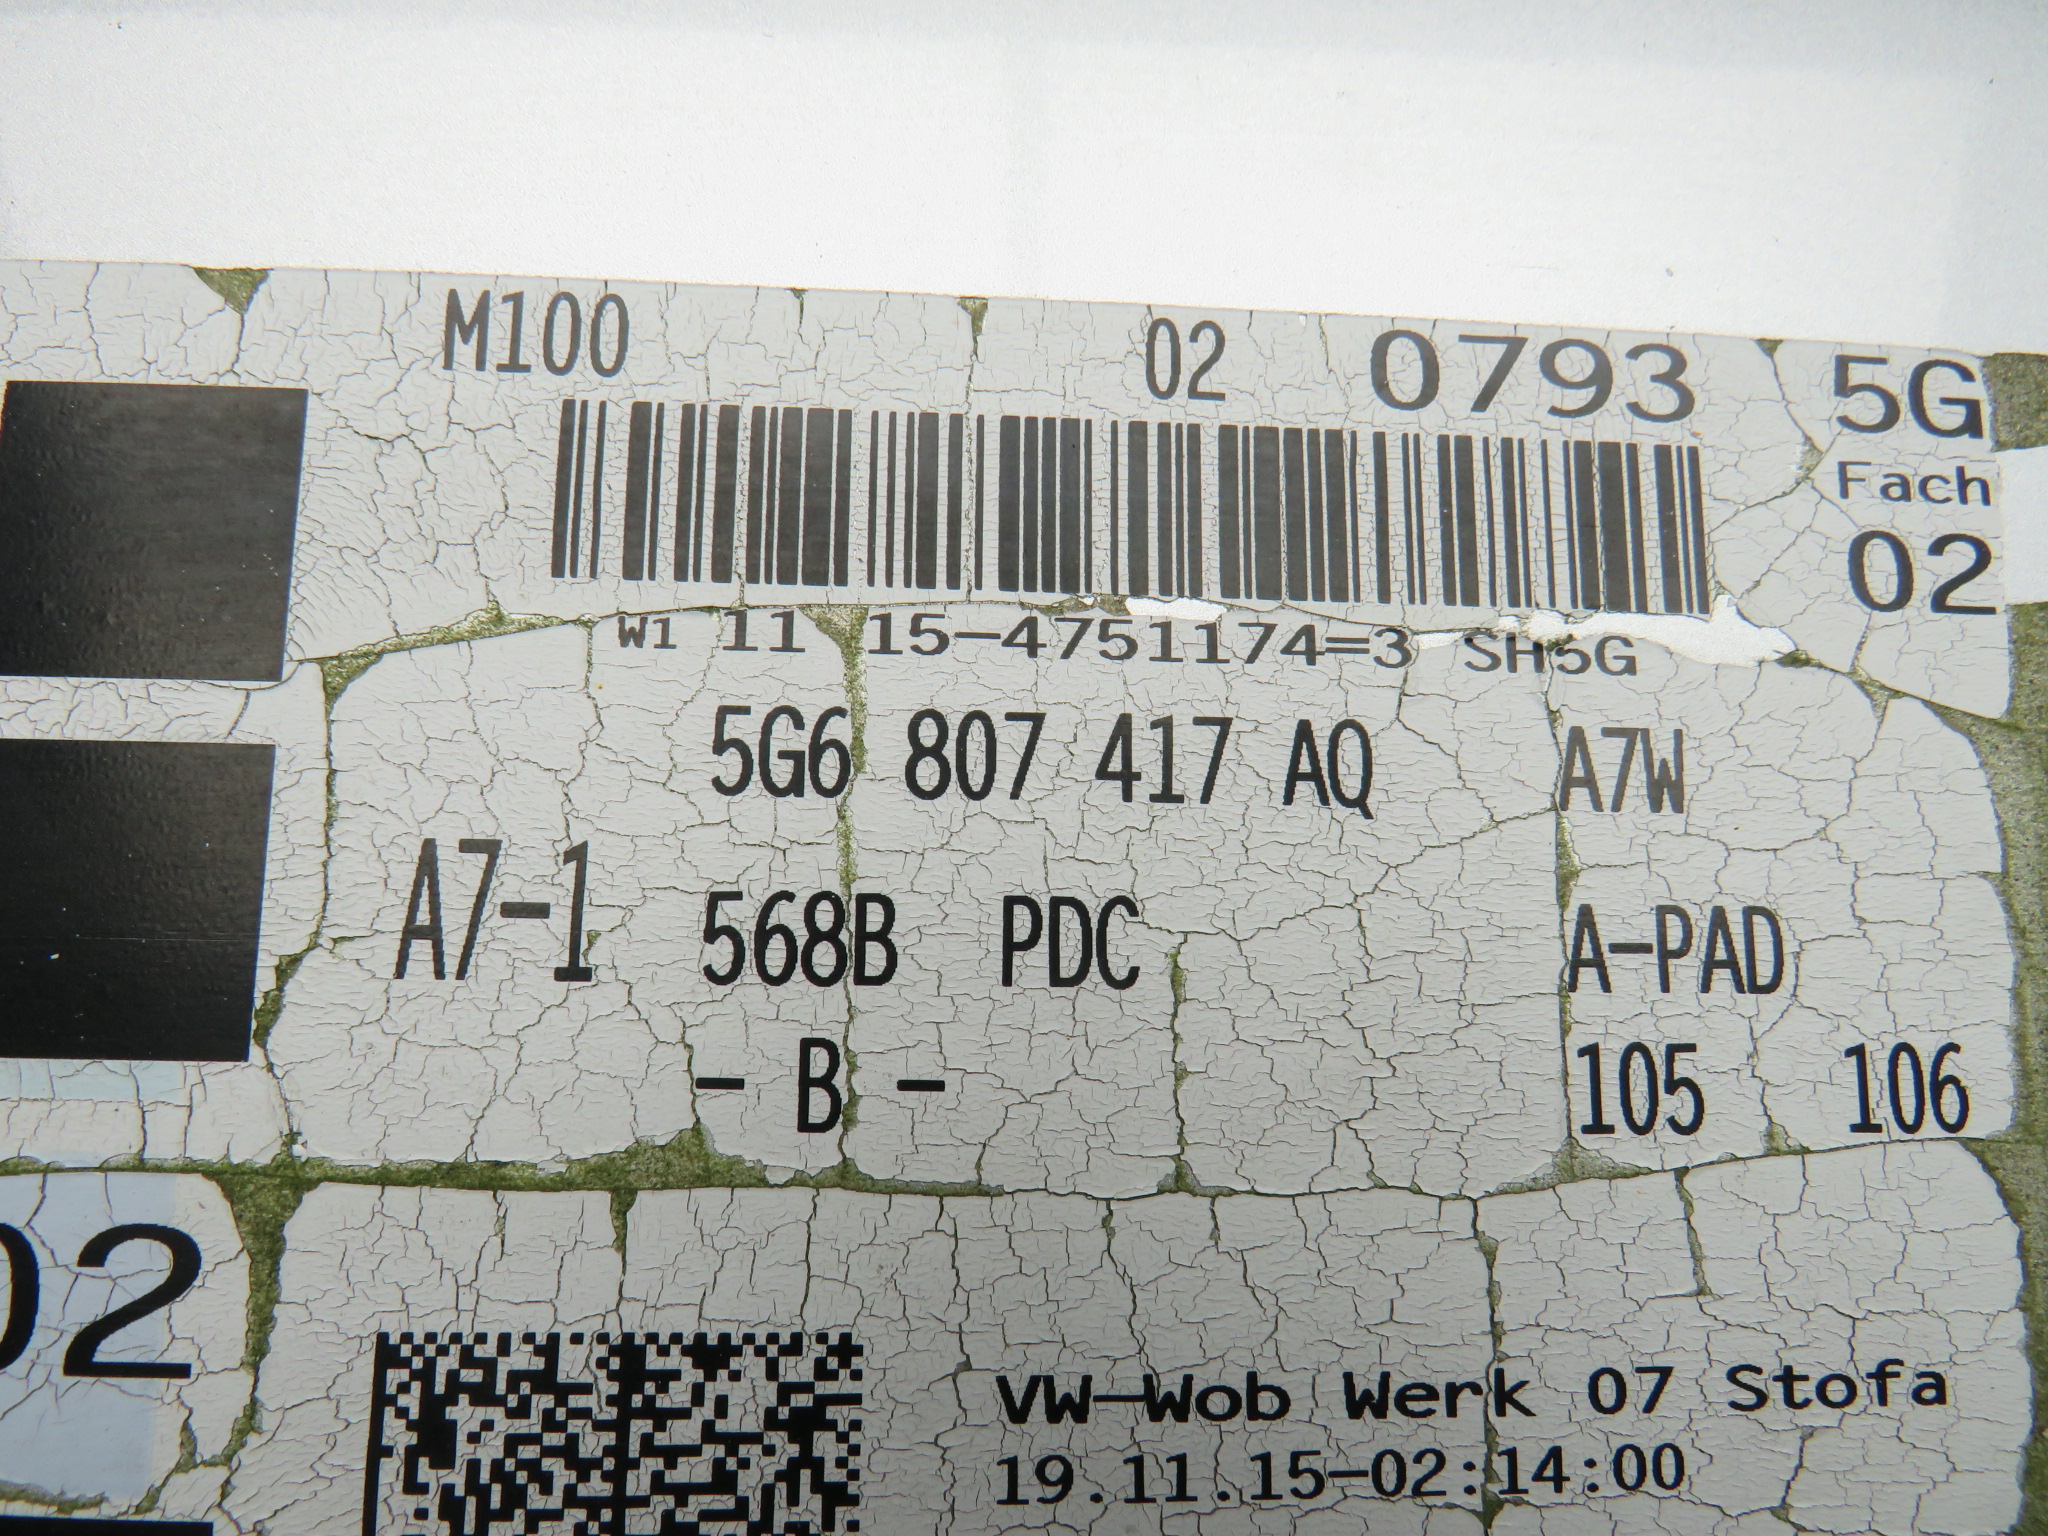 M100 02 0793 5G
Fach
02
W1 11 15-4751174=3 SH5G
5G6 807 417 AQ A7W
A7-1 568B PDC A-PAD
- B - 105 106
02
VW-Wob Werk 07 Stofa
19.11.15-02:14:00